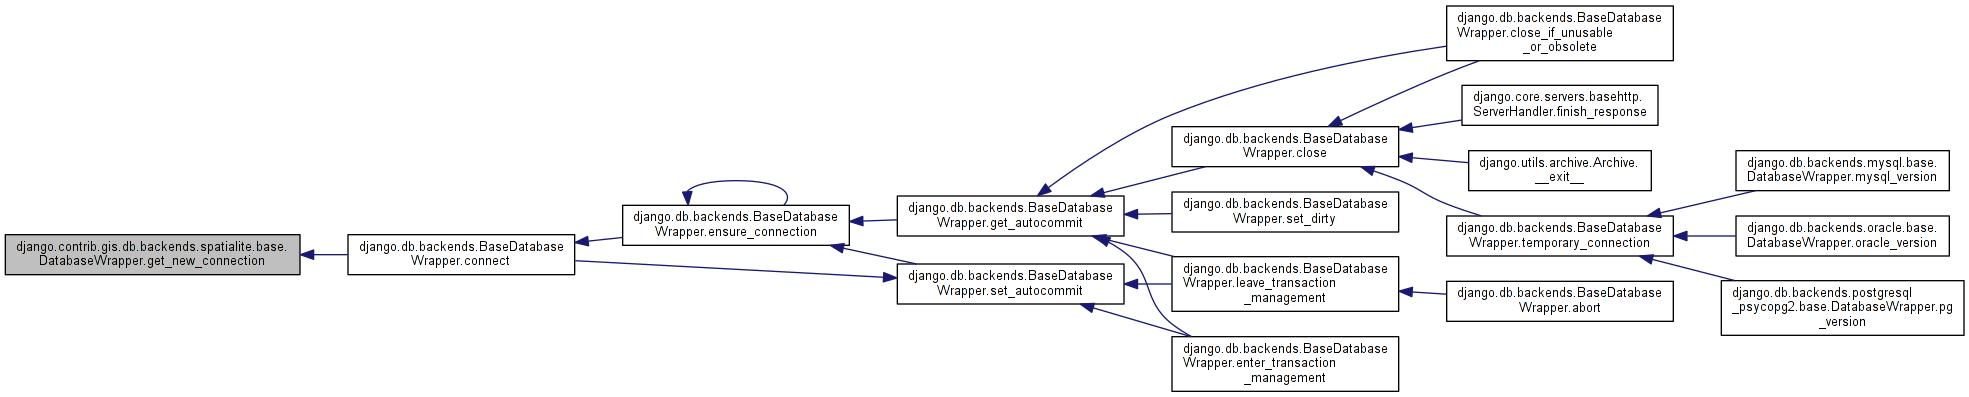 django.contrib.gis.db.backends.spatialite.base.
DatabaseWrapper.get_new_connection
django.db.backends.BaseDatabase
Wrapper.connect
django.db.backends.BaseDatabase
Wrapper.ensure_connection
django.db.backends.BaseDatabase
Wrapper.get_autocommit
django.db.backends.BaseDatabase
Wrapper.set_autocommit
django.db.backends.BaseDatabase
Wrapper.close_if_unusable
_or_obsolete
django.core.servers.basehttp.
ServerHandler.finish_response
django.db.backends.BaseDatabase
Wrapper.close
django.utils.archive.Archive.
__exit__
django.db.backends.BaseDatabase
Wrapper.set_dirty
django.db.backends.BaseDatabase
Wrapper.temporary_connection
django.db.backends.mysql.base.
DatabaseWrapper.mysql_version
django.db.backends.oracle.base.
DatabaseWrapper.oracle_version
django.db.backends.postgresql
_psycopg2.base.DatabaseWrapper.pg
_version
django.db.backends.BaseDatabase
Wrapper.leave_transaction
_management
django.db.backends.BaseDatabase
Wrapper.abort
django.db.backends.BaseDatabase
Wrapper.enter_transaction
_management